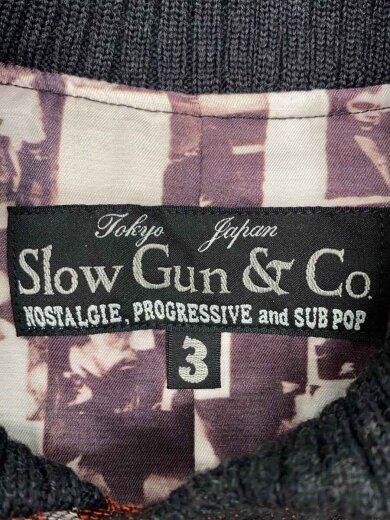 Tokyo Japan
Slow Gun & Co.
NOSTALGIE, PROGRESSIVE and SUB POP
3